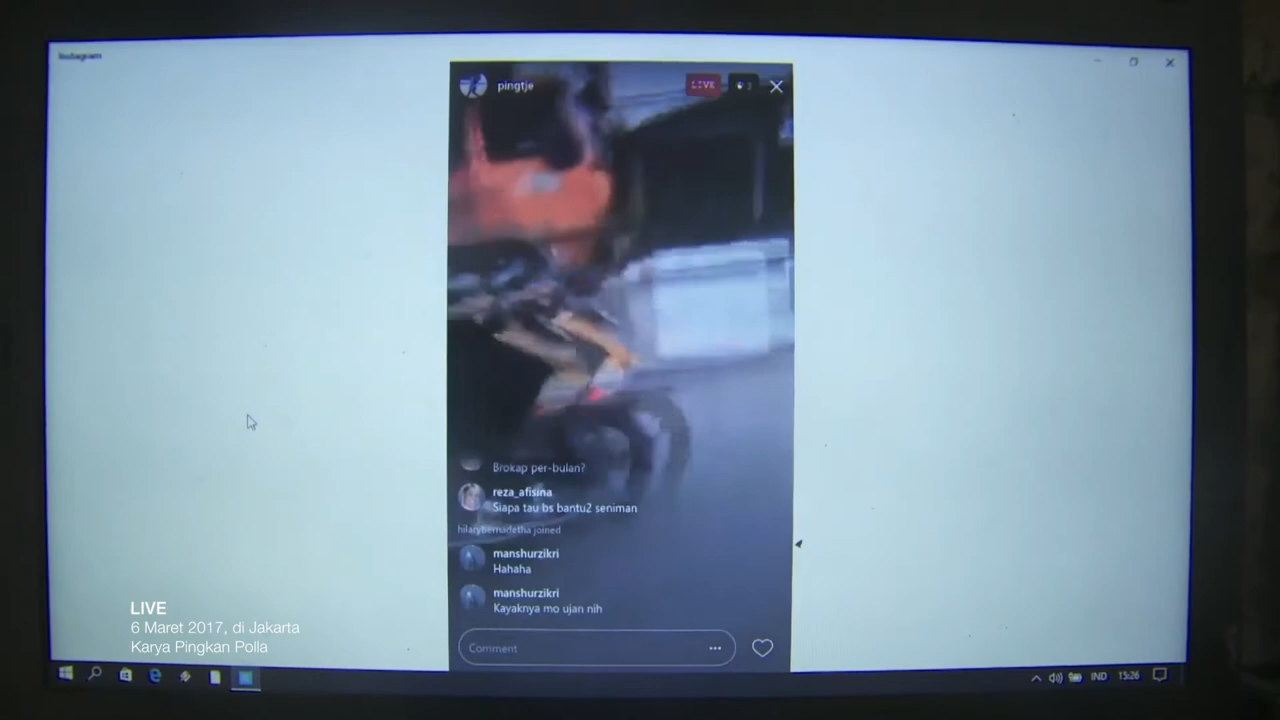 Instagram
pingtje
LIVE
Brokap per-bulan?
reza_afisina
Siapa tau bs bantu2 seniman
hilarybernadetha joined
manshurzikri
Hahaha
manshurzikri
Kayaknya mo ujan nih
Comment
LIVE
6 Maret 2017, di Jakarta
Karya Pingkan Polla
IND
15:26